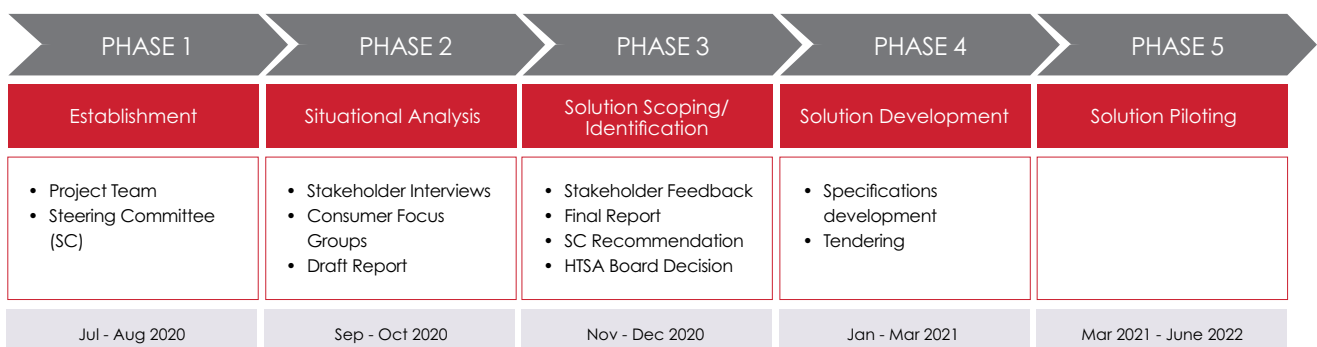 PHASE 1
PHASE 2
PHASE 3
PHASE 4
PHASE 5
Establishment
Situational Analysis
Solution Scoping/
Identification
Solution Development
Solution Piloting
• Project Team
• Steering Committee
(SC)
• Stakeholder Interviews
• Consumer Focus
Groups
• Draft Report
• Stakeholder Feedback
• Final Report
• SC Recommendation
• HTSA Board Decision
• Specifications
development
• Tendering
Jul - Aug 2020
Sep - Oct 2020
Nov - Dec 2020
Jan - Mar 2021
Mar 2021 - June 2022